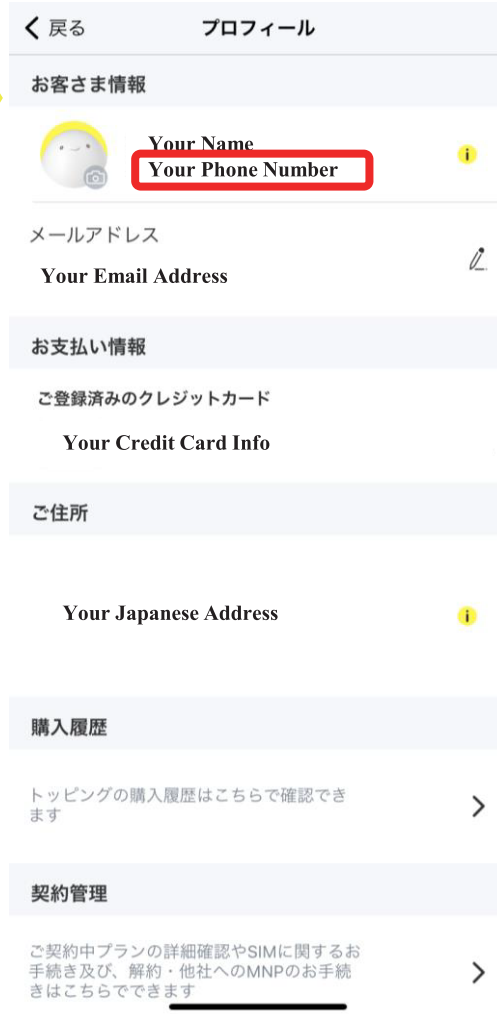 戻る プロフィール
お客さま情報
Your Name
Your Phone Number
i
メールアドレス
Your Email Address
お支払い情報
ご登録済みのクレジットカード
Your Credit Card Info
ご住所
Your Japanese Address
i
購入履歴
トッピングの購入履歴はこちらで確認でき
ます
契約管理
ご契約中プランの詳細確認やSIMに関するお
手続き及び、解約・他社へのMNPのお手続
きはこちらでできます